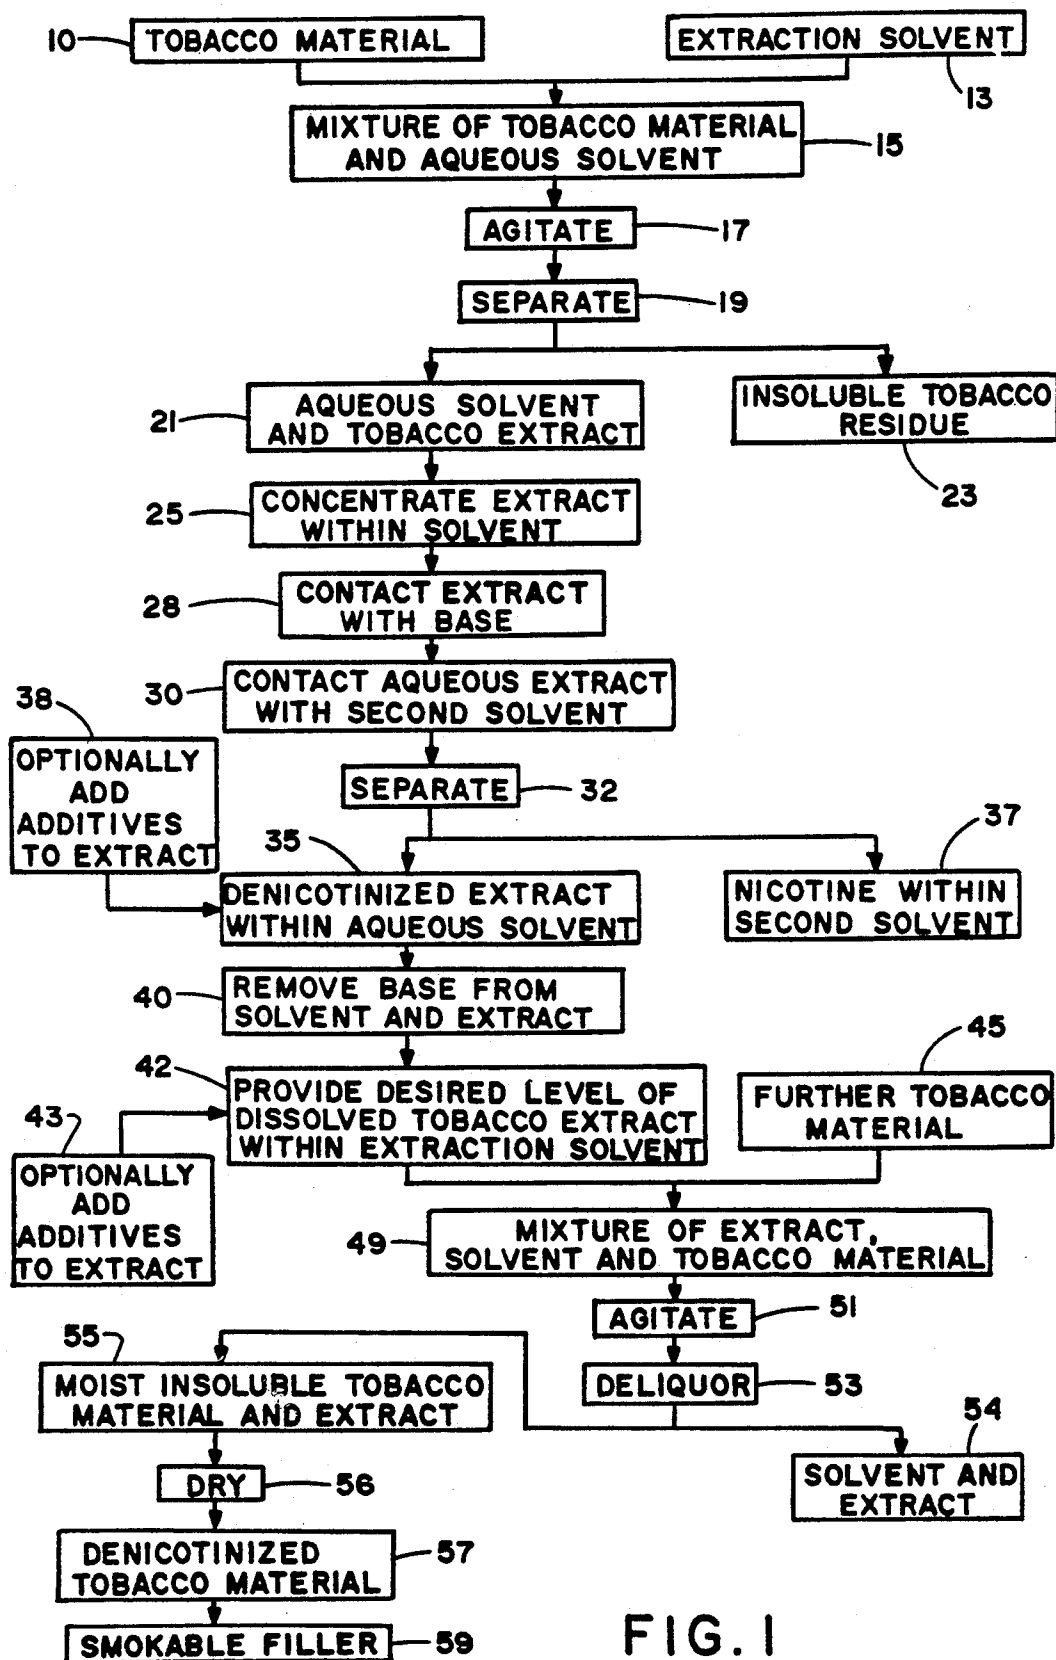 10
TOBACCO MATERIAL
EXTRACTION SOLVENT
13
MIXTURE OF TOBACCO MATERIAL
AND AQUEOUS SOLVENT
15
AGITATE
17
SEPARATE
19
21
AQUEOUS SOLVENT
AND TOBACCO EXTRACT
INSOLUBLE TOBACCO
RESIDUE
23
25
CONCENTRATE EXTRACT
WITHIN SOLVENT
28
CONTACT EXTRACT
WITH BASE
30
CONTACT AQUEOUS EXTRACT
WITH SECOND SOLVENT
38
OPTIONALLY
ADD
ADDITIVES
TO EXTRACT
SEPARATE
32
35
DENICOTINIZED EXTRACT
WITHIN AQUEOUS SOLVENT
37
NICOTINE WITHIN
SECOND SOLVENT
40
REMOVE BASE FROM
SOLVENT AND EXTRACT
42
PROVIDE DESIRED LEVEL OF
DISSOLVED TOBACCO EXTRACT
WITHIN EXTRACTION SOLVENT
45
FURTHER TOBACCO
MATERIAL
43
OPTIONALLY
ADD
ADDITIVES
TO EXTRACT
49
MIXTURE OF EXTRACT,
SOLVENT AND TOBACCO MATERIAL
AGITATE
51
DELIQUOR
53
54
SOLVENT AND
EXTRACT
55
MOIST INSOLUBLE TOBACCO
MATERIAL AND EXTRACT
DRY
56
DENICOTINIZED
TOBACCO MATERIAL
57
SMOKABLE FILLER
59
FIG. 1